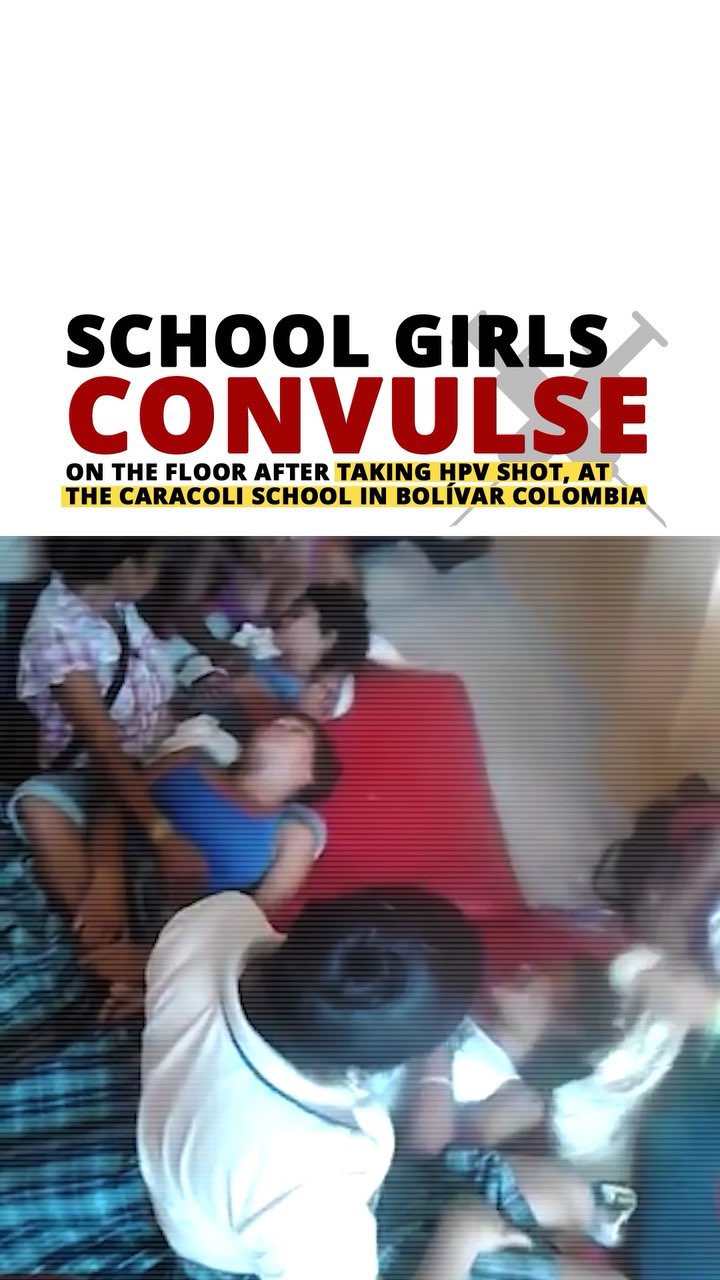 SCHOOL GIRLS
CONVULSE
ON THE FLOOR AFTER TAKING HPV SHOT, AT
THE CARACOLI SCHOOL IN BOLÍVAR COLOMBIA